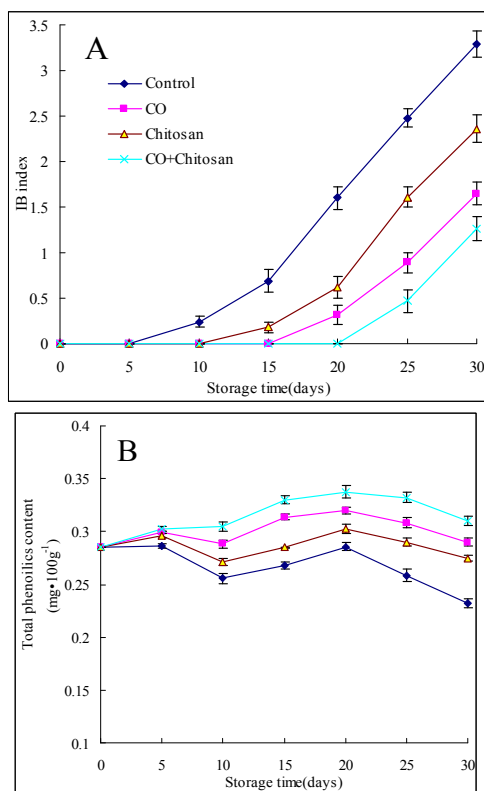 A
3.5
3
2.5
2
1.5
1
0.5
0
IB index
Control
CO
Chitosan
CO+Chitosan
0 5 10 15 20 25 30
Storage time(days)
B
0.4
0.35
0.3
0.25
0.2
0.15
0.1
Total phenoilics content
(mg•100g⁻¹)
0 5 10 15 20 25 30
Storage time(days)